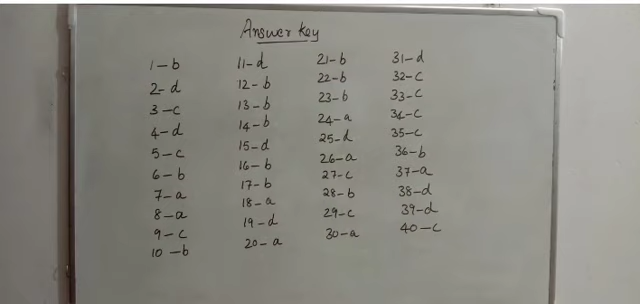 Answer Key
1-b
2-d
3-c
4-d
5-c
6-b
7-a
8-a
9-c
10-b
11-d
12-b
13-b
14-b
15-d
16-b
17-b
18-a
19-d
20-a
21-b
22-b
23-b
24-a
25-d
26-a
27-c
28-b
29-c
30-a
31-d
32-c
33-c
34-c
35-c
36-b
37-a
38-d
39-d
40-c